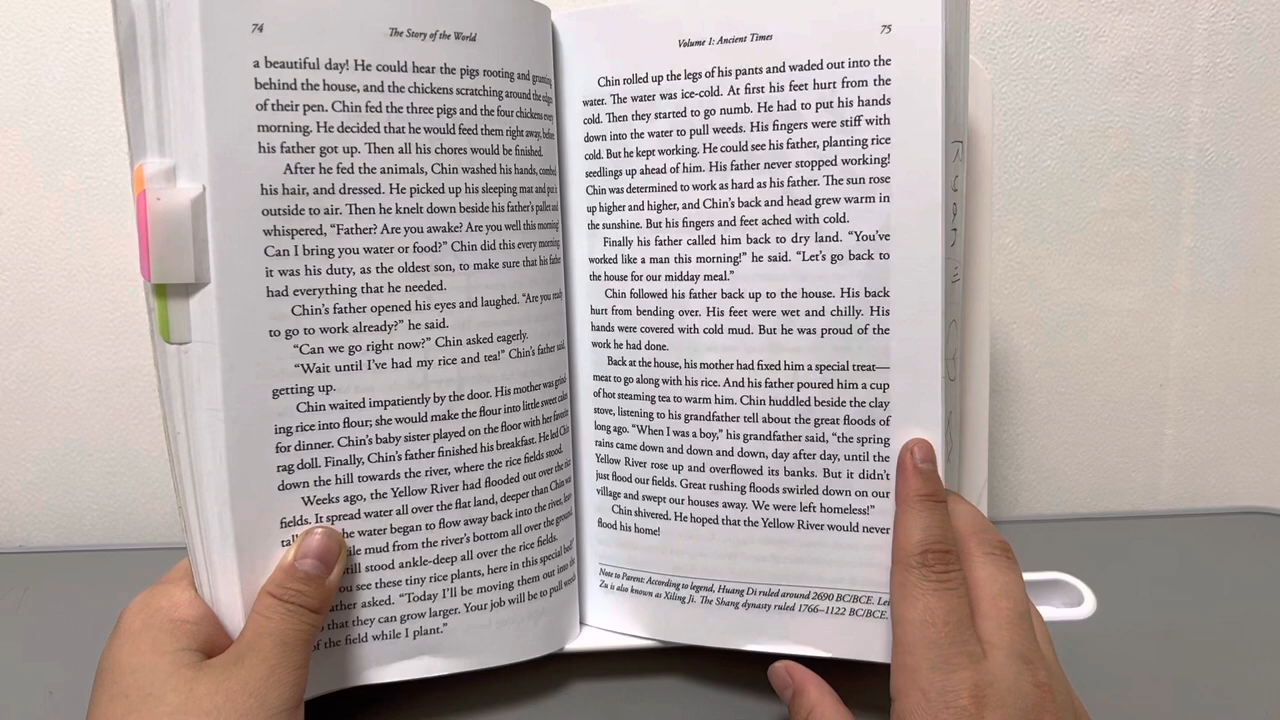 74
The Story of the World
a beautiful day! He could hear the pigs rooting and grunting
behind the house, and the chickens scratching around the edges
of their pen. Chin fed the three pigs and the four chickens every
morning. He decided that he would feed them right away, before
his father got up. Then all his chores would be finished.
After he fed the animals, Chin washed his hands, combed
his hair, and dressed. He picked up his sleeping mat and put it
outside to air. Then he knelt down beside his father's pallet and
whispered, "Father? Are you awake? Are you well this morning?
Can I bring you water or food?" Chin did this every morning
it was his duty, as the oldest son, to make sure that his father
had everything that he needed.
Chin's father opened his eyes and laughed. "Are you ready
to go to work already?" he said.
"Can we go right now?" Chin asked eagerly.
"Wait until I've had my rice and tea!" Chin's father said,
getting up.
Chin waited impatiently by the door. His mother was grind-
ing rice into flour; she would make the flour into little sweet cakes
for dinner. Chin's baby sister played on the floor with her favorite
rag doll. Finally, Chin's father finished his breakfast. He led Chin
down the hill towards the river, where the rice fields stood.
Weeks ago, the Yellow River had flooded out over the rice
fields. It spread water all over the flat land, deeper than Chin was
he water began to flow away back into the river,
mud from the river's bottom all over the ground.
still stood ankle-deep all over the rice fields.
ou see these tiny rice plants, here in this special bed?"
ather asked. "Today I'll be moving them out into the
that they can grow larger. Your job will be to pull weeds
of the field while I plant."
Volume 1: Ancient Times
75
Chin rolled up the legs of his pants and waded out into the
water. The water was ice-cold. At first his feet hurt from the
cold. Then they started to go numb. He had to put his hands
down into the water to pull weeds. His fingers were stiff with
cold. But he kept working. He could see his father, planting rice
seedlings up ahead of him. His father never stopped working!
Chin was determined to work as hard as his father. The sun rose
up higher and higher, and Chin's back and head grew warm in
the sunshine. But his fingers and feet ached with cold.
Finally his father called him back to dry land. "You've
worked like a man this morning!" he said. "Let's go back to
the house for our midday meal."
Chin followed his father back up to the house. His back
hurt from bending over. His feet were wet and chilly. His
hands were covered with cold mud. But he was proud of the
work he had done.
Back at the house, his mother had fixed him a special treat—
meat to go along with his rice. And his father poured him a cup
of hot steaming tea to warm him. Chin huddled beside the clay
stove, listening to his grandfather tell about the great floods of
long ago. "When I was a boy," his grandfather said, "the spring
rains came down and down and down, day after day, until the
Yellow River rose up and overflowed its banks. But it didn't
just flood our fields. Great rushing floods swirled down on our
village and swept our houses away. We were left homeless!"
Chin shivered. He hoped that the Yellow River would never
flood his home!
Note to Parent: According to legend, Huang Di ruled around 2690 BC/BCE. Lei
Zu is also known as Xiling Ji. The Shang dynasty ruled 1766–1122 BC/BCE.
Ryan